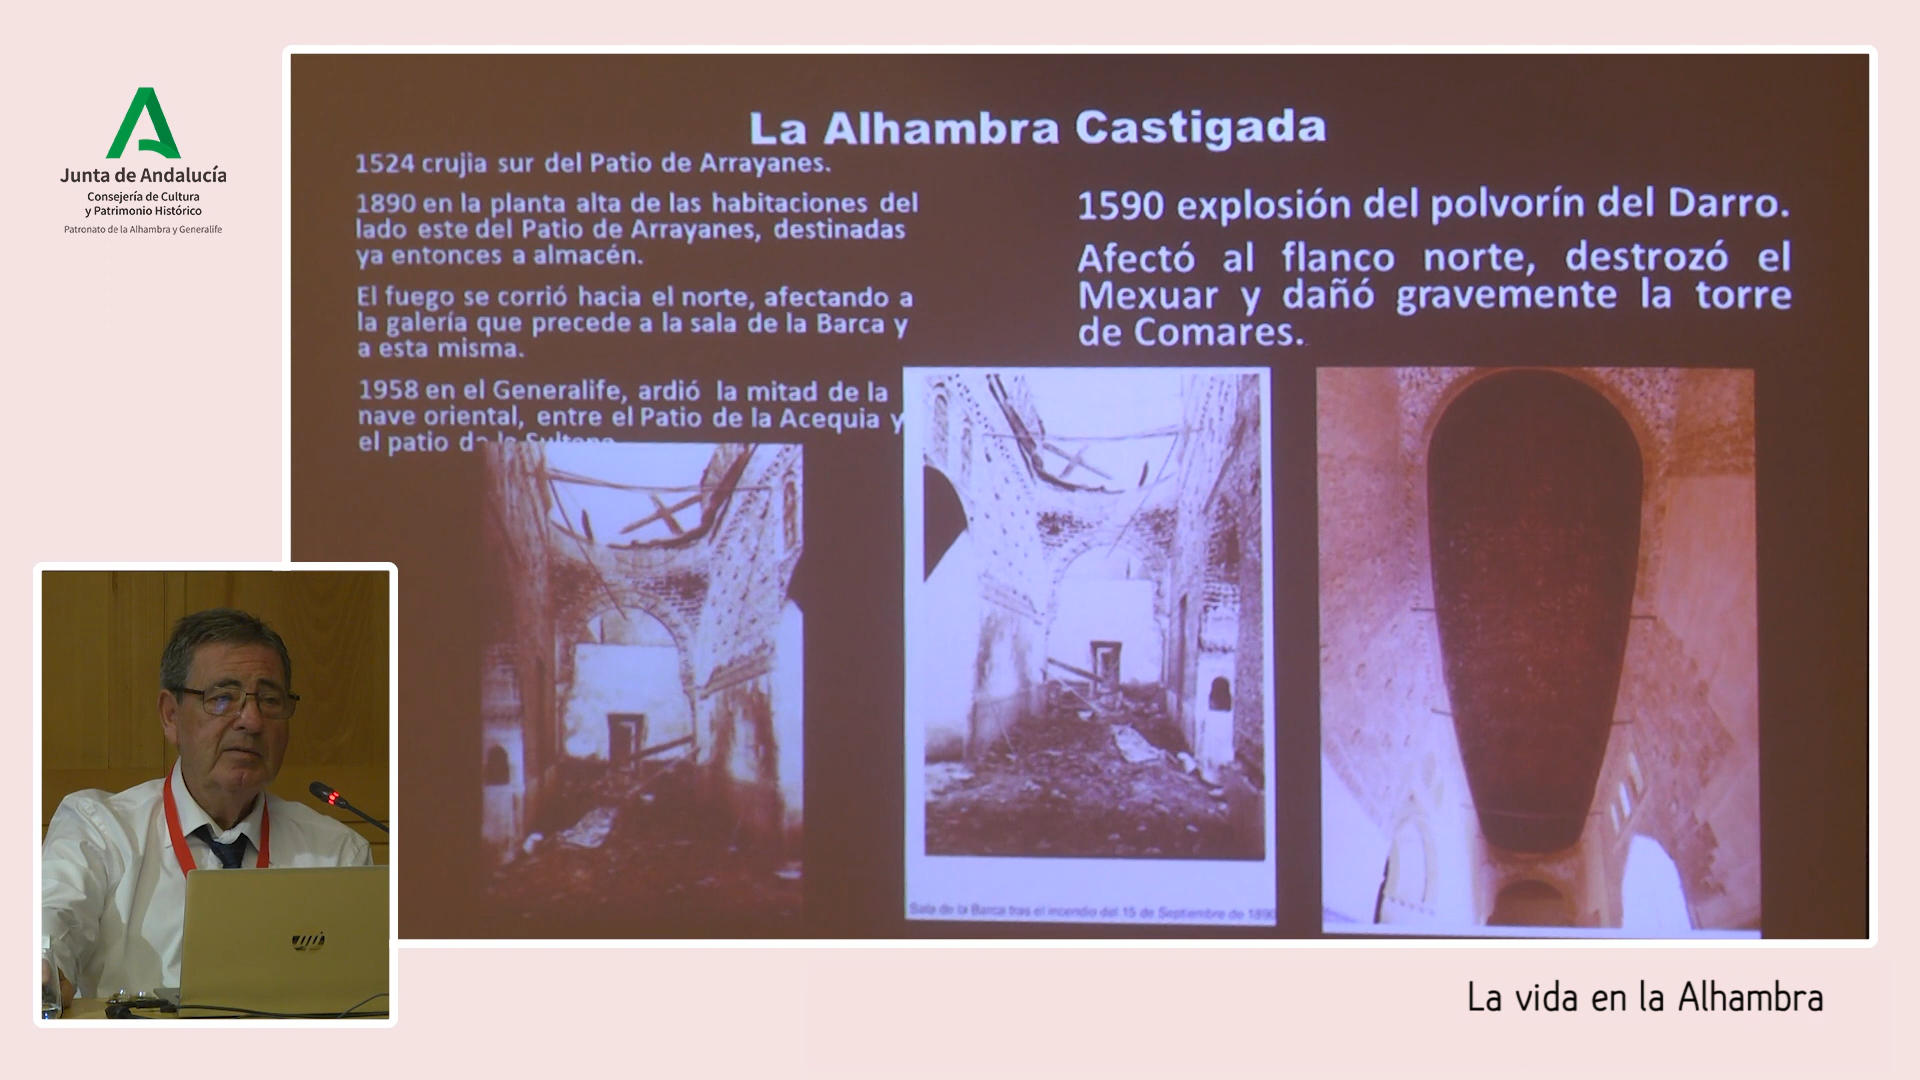 Junta de Andalucía
Consejería de Cultura
y Patrimonio Histórico
Patronato de la Alhambra y Generalife
La Alhambra Castigada
1524 crujia sur del Patio de Arrayanes.
1890 en la planta alta de las habitaciones del
lado este del Patio de Arrayanes, destinadas
ya entonces a almacén.
El fuego se corrió hacia el norte, afectando a
la galería que precede a la sala de la Barca y
a esta misma.
1958 en el Generalife, ardió la mitad de la
nave oriental, entre el Patio de la Acequia y
el patio de la Sultana
1590 explosión del polvorín del Darro.
Afectó al flanco norte, destrozó el
Mexuar y dañó gravemente la torre
de Comares.
Sala de la Barca tras el incendio del 15 de Septiembre de 1890
hp
La vida en la Alhambra